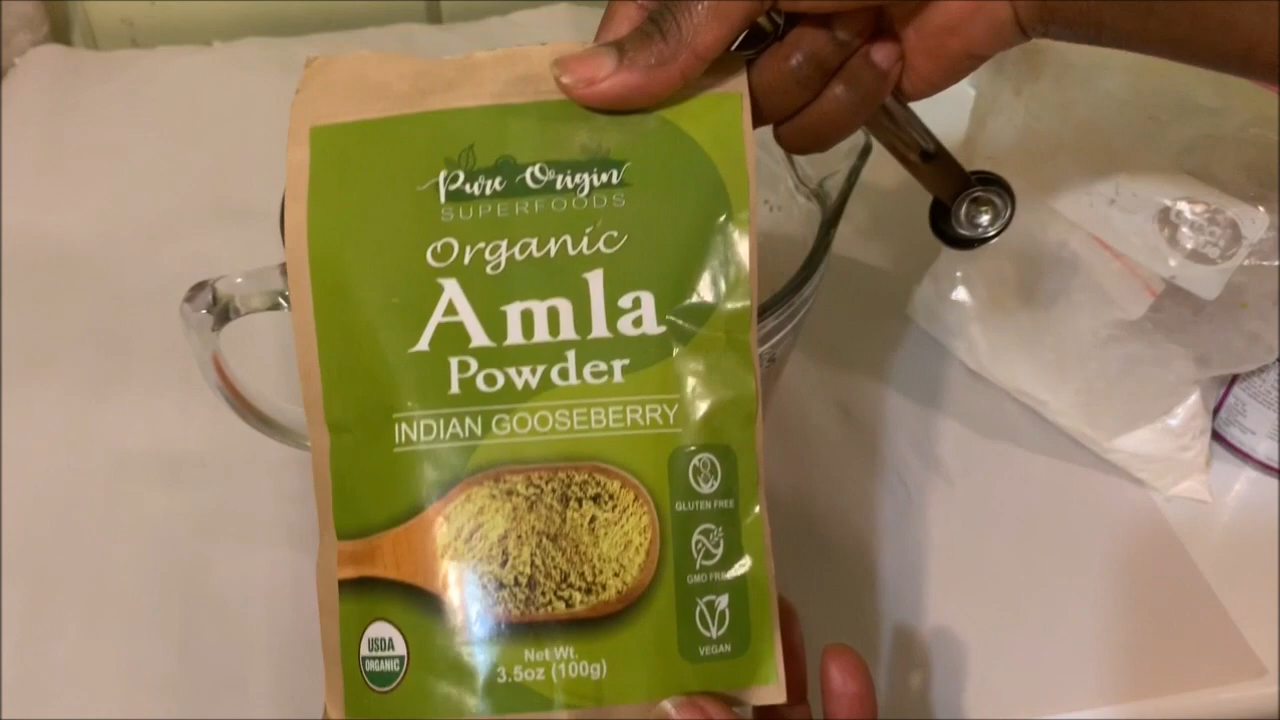 Pure Origin
SUPERFOODS
Organic
Amla
Powder
INDIAN GOOSEBERRY
GLUTEN FREE
GMO FREE
VEGAN
USDA
ORGANIC
Net Wt.
3.5oz (100g)